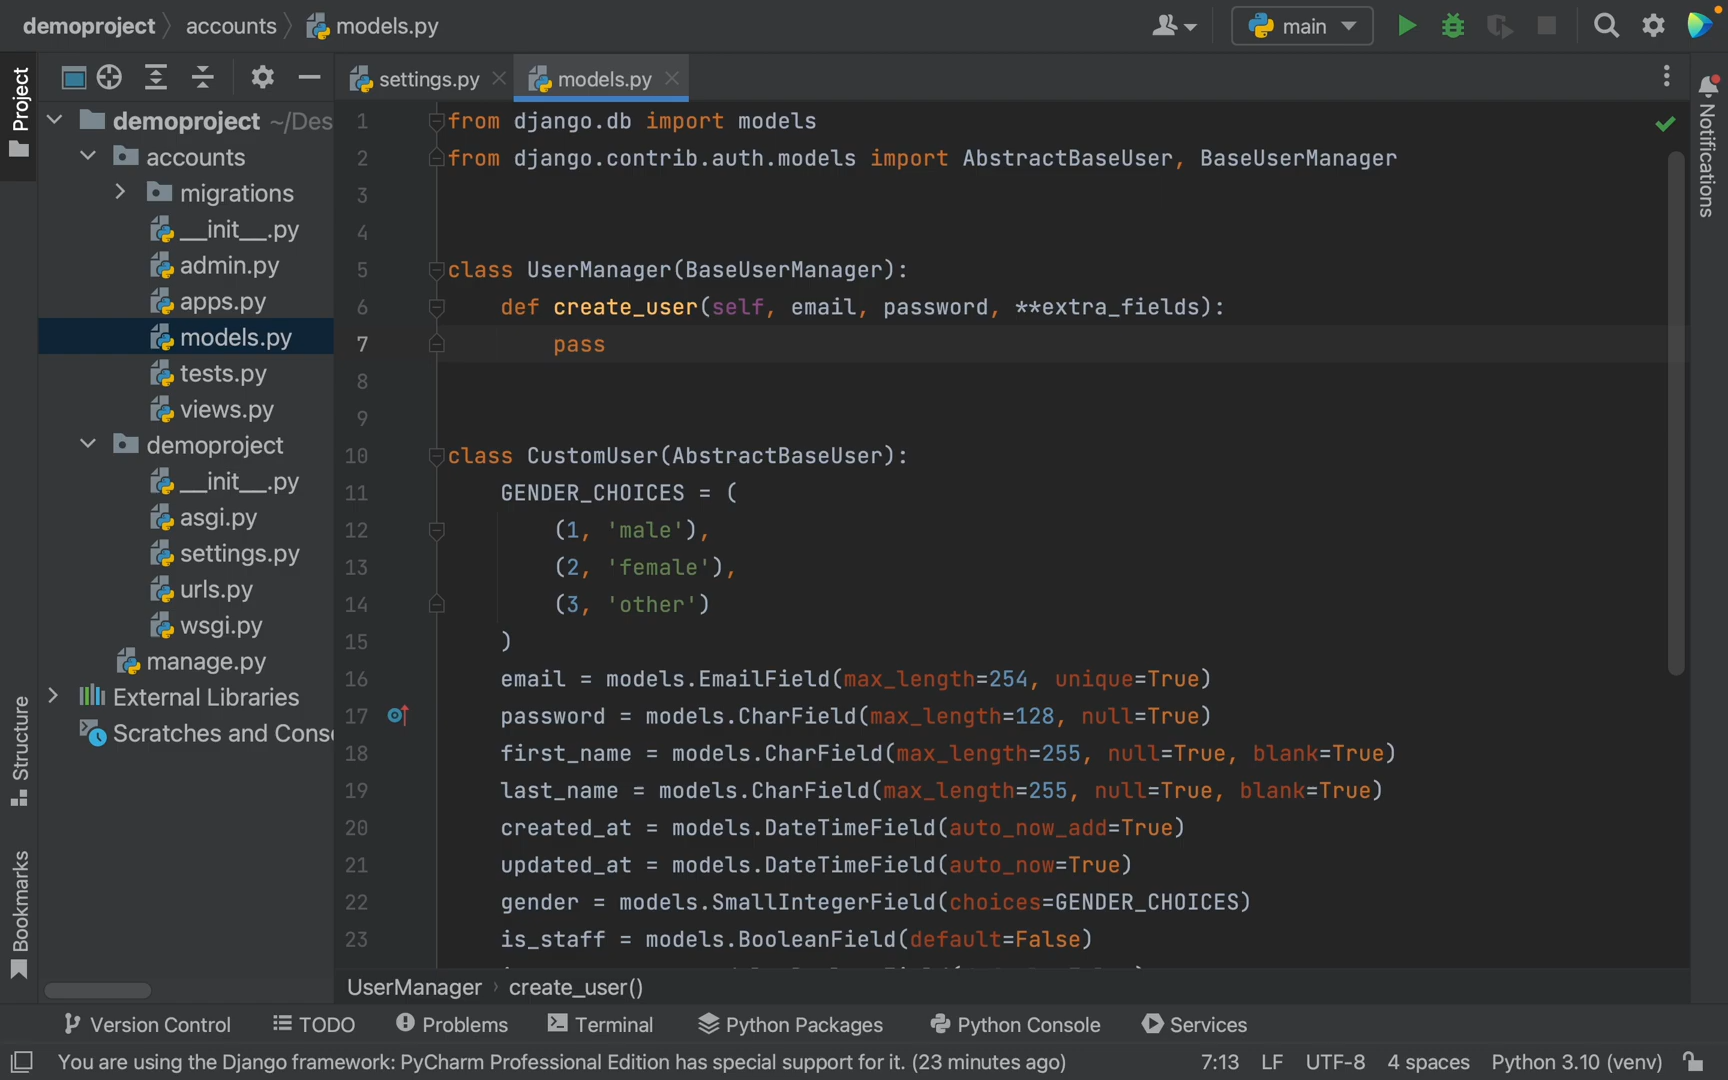 demoproject accounts models.py main
Project
settings.py models.py
demoproject ~/Des
accounts
migrations
__init__.py
admin.py
apps.py
models.py
tests.py
views.py
demoproject
__init__.py
asgi.py
settings.py
urls.py
wsgi.py
manage.py
External Libraries
Scratches and Cons
Structure
Bookmarks
Notifications
1 from django.db import models
2 from django.contrib.auth.models import AbstractBaseUser, BaseUserManager
3
4
5 class UserManager(BaseUserManager):
6 def create_user(self, email, password, **extra_fields):
7 pass
8
9
10 class CustomUser(AbstractBaseUser):
11 GENDER_CHOICES = (
12 (1, 'male'),
13 (2, 'female'),
14 (3, 'other')
15 )
16 email = models.EmailField(max_length=254, unique=True)
17 password = models.CharField(max_length=128, null=True)
18 first_name = models.CharField(max_length=255, null=True, blank=True)
19 last_name = models.CharField(max_length=255, null=True, blank=True)
20 created_at = models.DateTimeField(auto_now_add=True)
21 updated_at = models.DateTimeField(auto_now=True)
22 gender = models.SmallIntegerField(choices=GENDER_CHOICES)
23 is_staff = models.BooleanField(default=False)
UserManager create_user()
Version Control TODO Problems Terminal Python Packages Python Console Services
You are using the Django framework: PyCharm Professional Edition has special support for it. (23 minutes ago) 7:13 LF UTF-8 4 spaces Python 3.10 (venv)